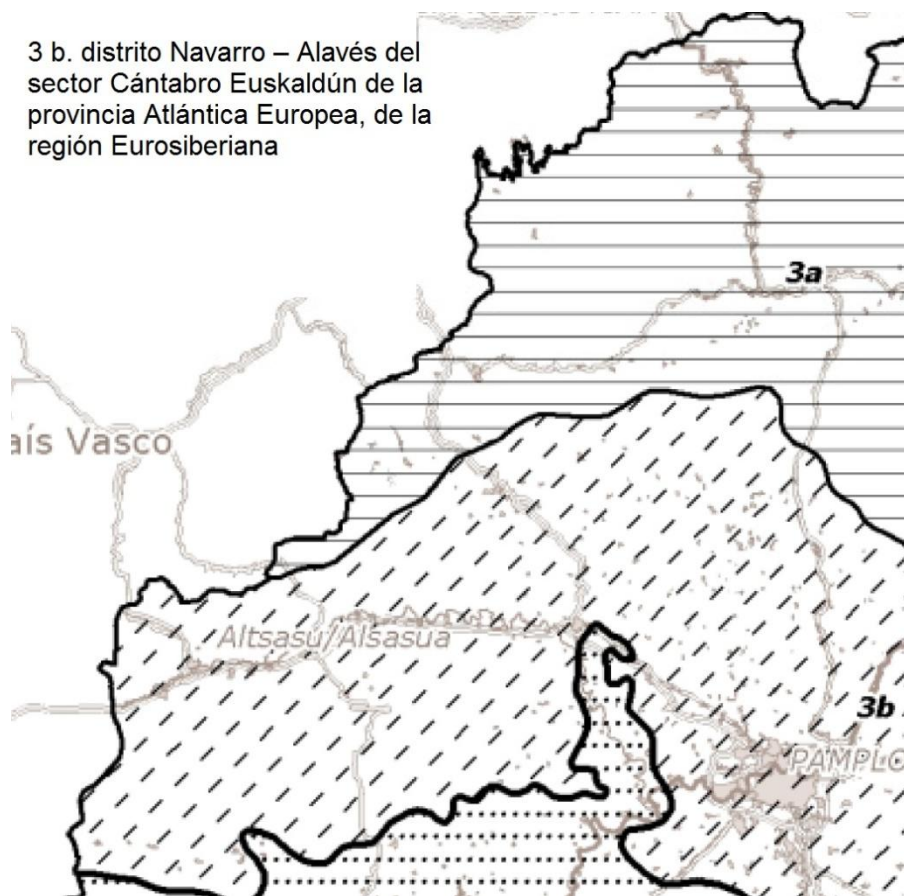 3 b. distrito Navarro – Alavés del
sector Cántabro Euskaldún de la
provincia Atlántica Europea, de la
región Eurosiberiana
3a
aís Vasco
Altsasu/Alsasua
3b
PAMPLO